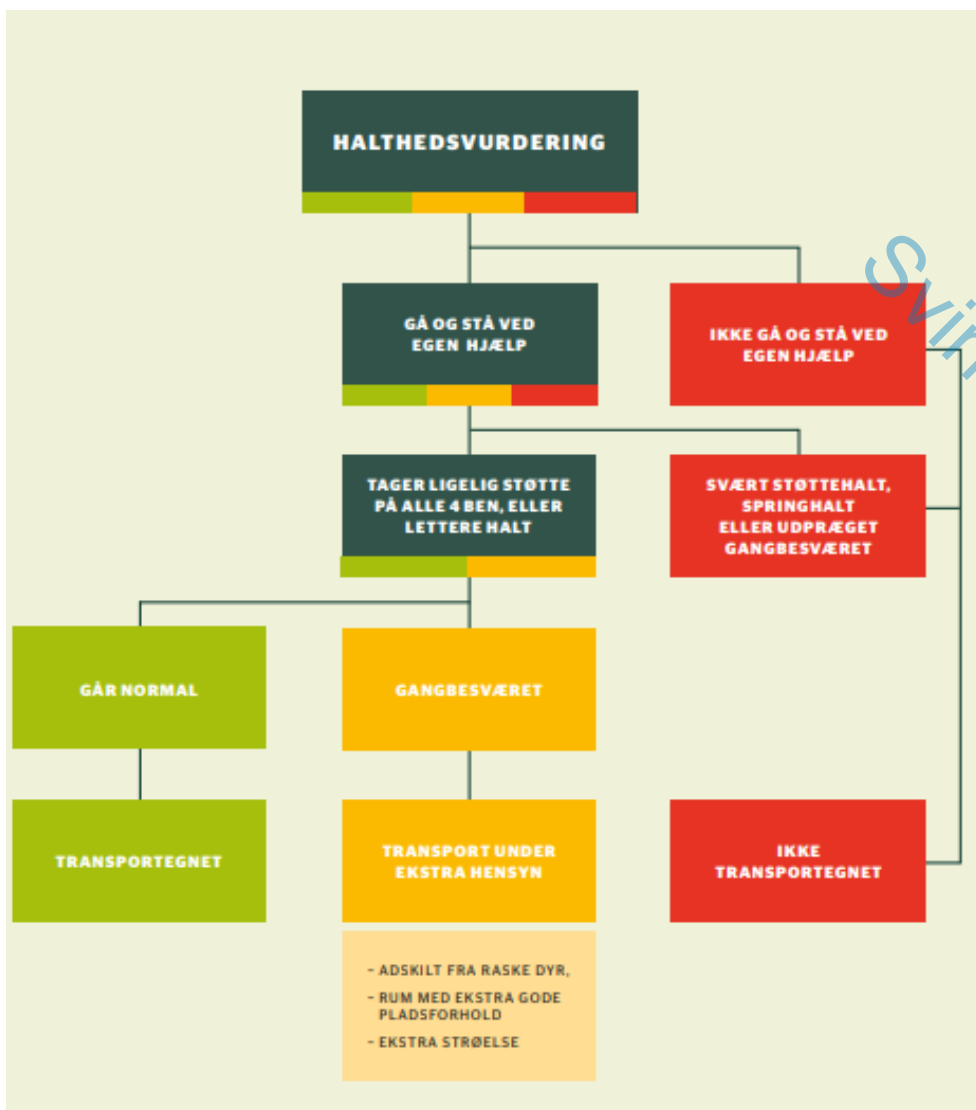 HALTHEDSVURDERING
GÅ OG STÅ VED
EGEN HJÆLP
IKKE GÅ OG STÅ VED
EGEN HJÆLP
TAGER LIGELIG STØTTE
PÅ ALLE 4 BEN, ELLER
LETTERE HALT
SVÆRT STØTTEHALT,
SPRINGHALT
ELLER UDPRÆGET
GANGBESVÆRET
GÅR NORMAL
GANGBESVÆRET
TRANSPORTEGNET
TRANSPORT UNDER
EKSTRA HENSYN
IKKE
TRANSPORTEGNET
- ADSKILT FRA RASKE DYR,
- RUM MED EKSTRA GODE
PLADSFORHOLD
- EKSTRA STRØELSE